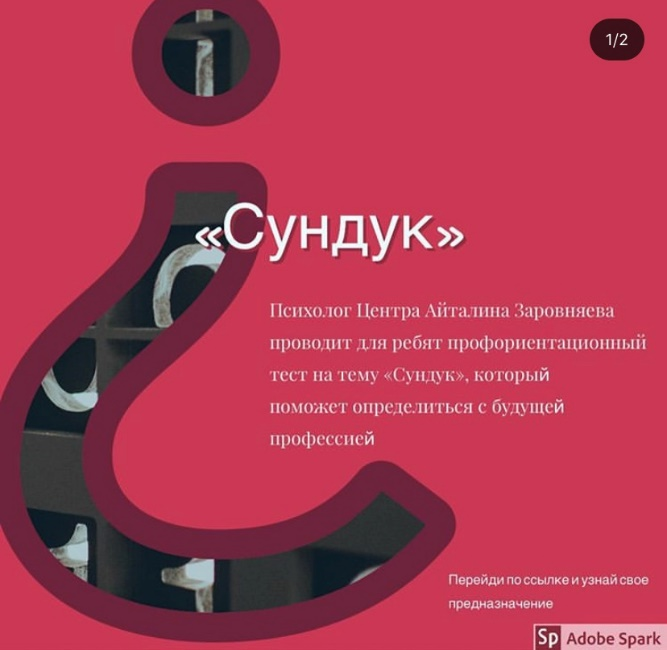 1/2
«Сундук»
Психолог Центра Айталина Заровняева
проводит для ребят профориентационный
тест на тему «Сундук», который
поможет определиться с будущей
профессией
Перейди по ссылке и узнай свое
предназначение
Sp Adobe Spark